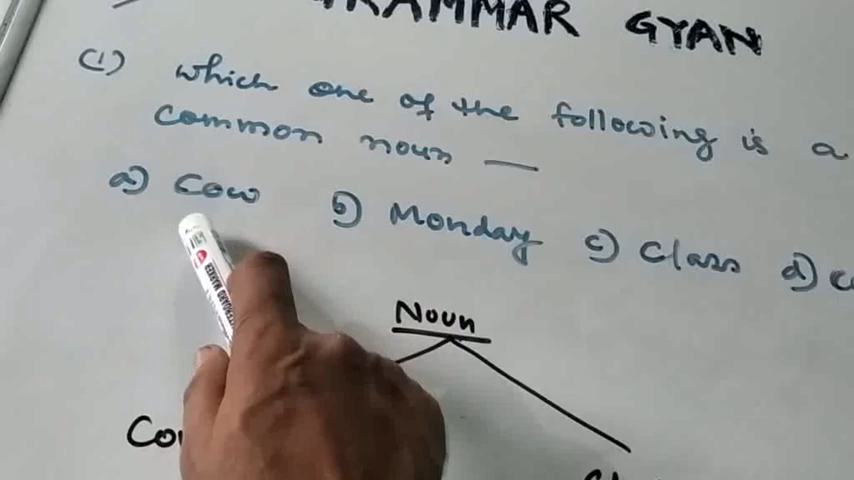 GRAMMAR GYAN
(1) which one of the following is a
common noun —
a) Cow b) Monday c) Class d)
Noun